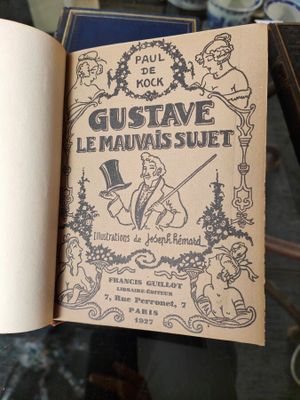 PAUL
DE
KOCK
GUSTAVE
LE MAUVAIS SUJET
Illustrations de Joseph Hémard
FRANCIS GUILLOT
LIBRAIRE-ÉDITEUR
7, Rue Perronet, 7
PARIS
1927